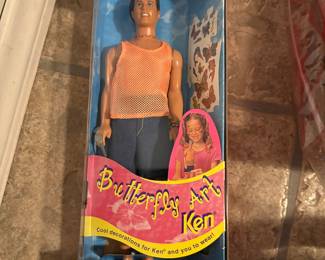 Butterfly Art
Ken
Cool decorations for Ken® and you to wear!